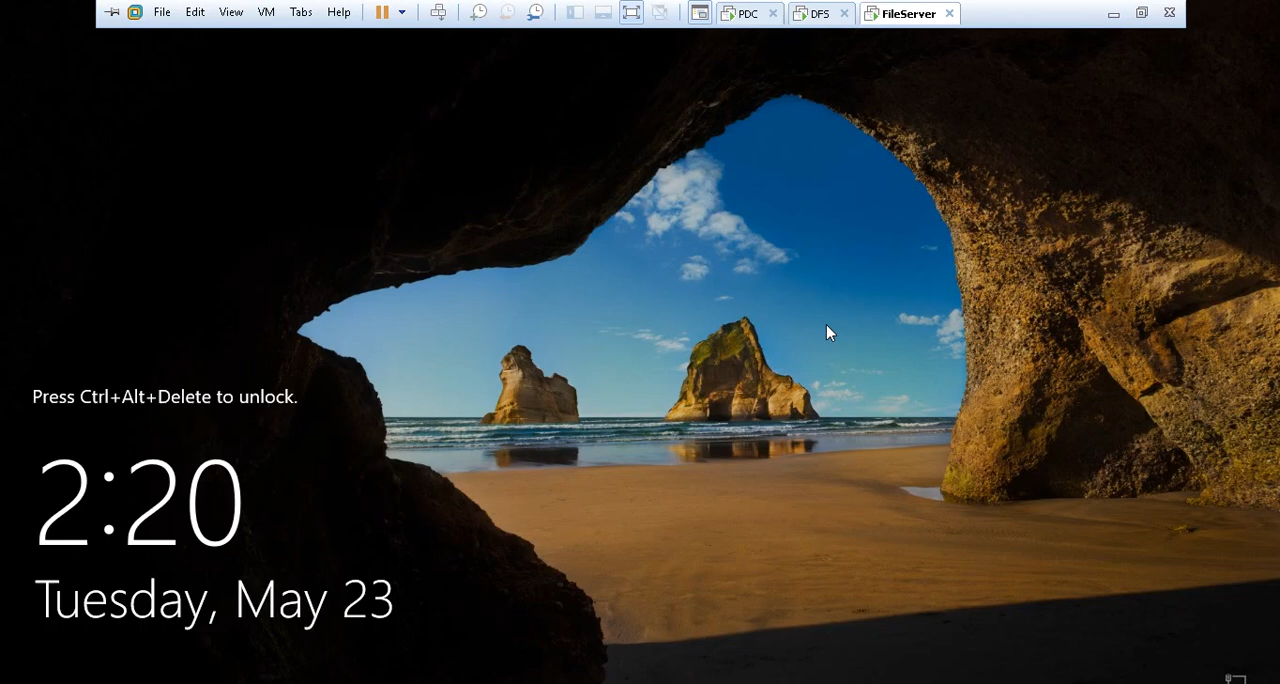 File Edit View VM Tabs Help PDC DFS FileServer
Press Ctrl+Alt+Delete to unlock.
2:20
Tuesday, May 23